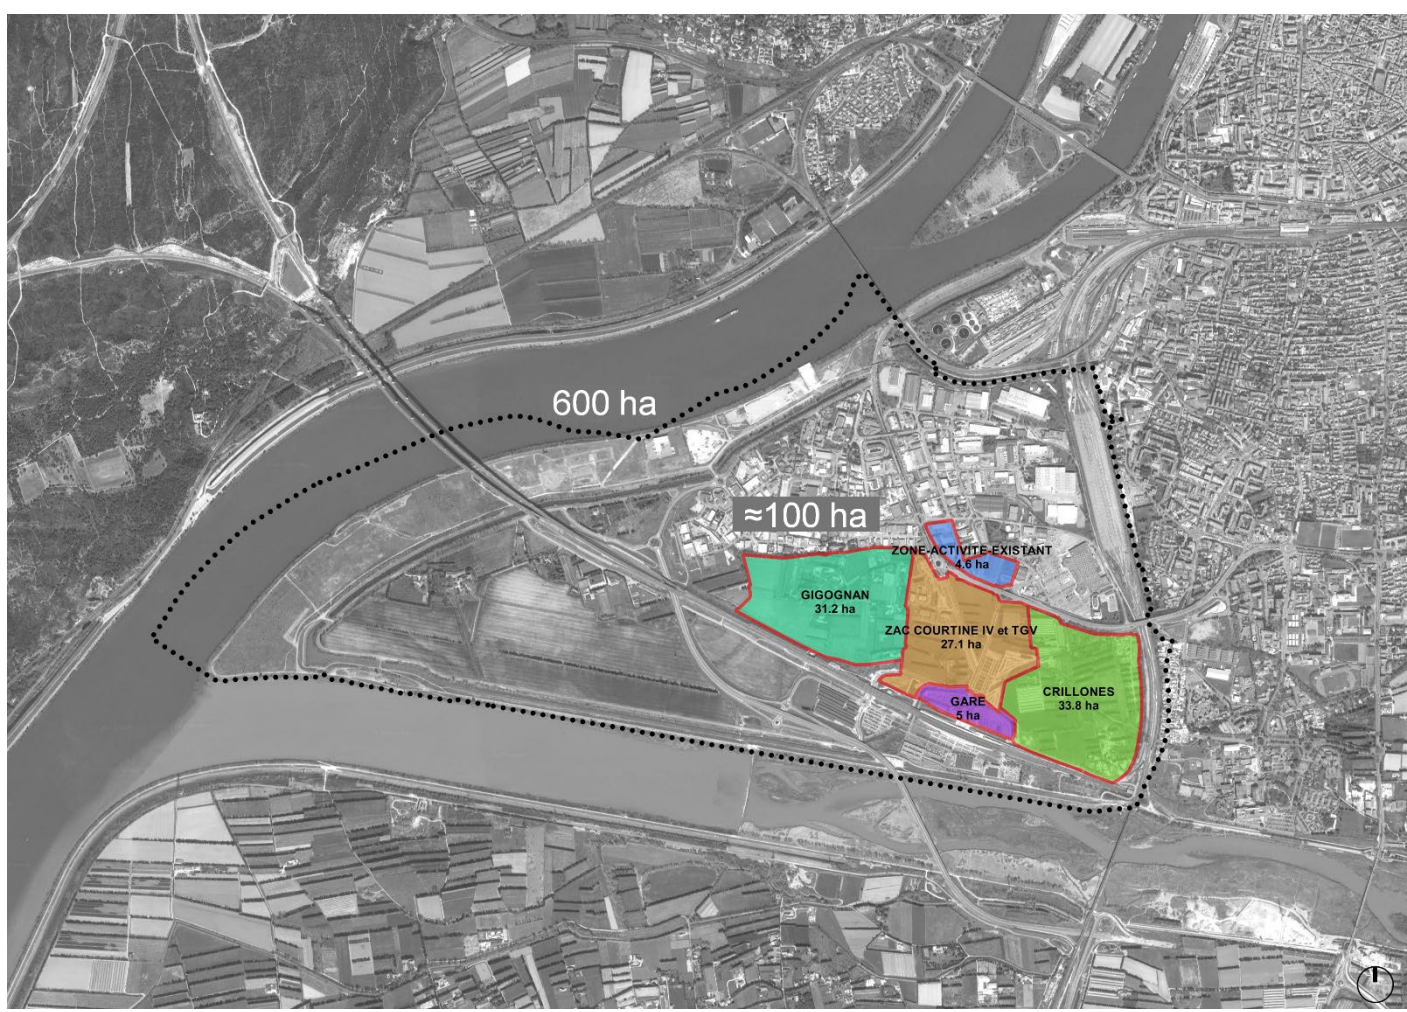 600 ha
≈100 ha
ZONE-ACTIVITE-EXISTANT
4.6 ha
GIGOGNAN
31.2 ha
ZAC COURTINE IV et TGV
27.1 ha
CRILLONES
33.8 ha
GARE
5 ha